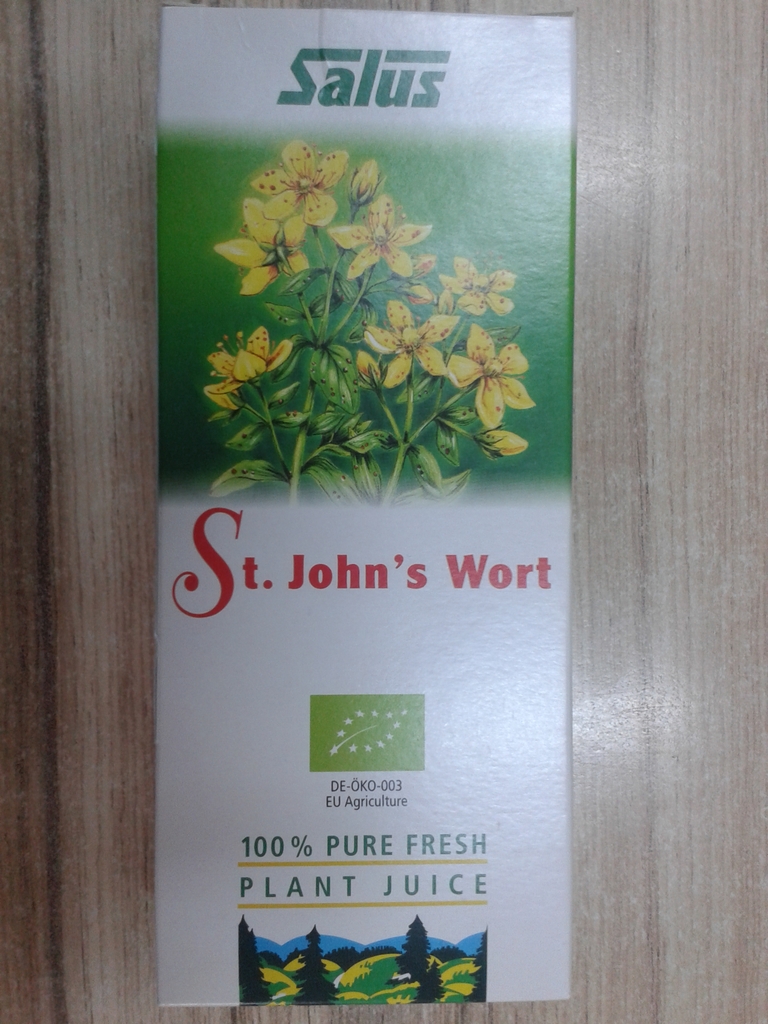 Salus
St. John's Wort
DE-ÖKO-003
EU Agriculture
100% PURE FRESH
PLANT JUICE